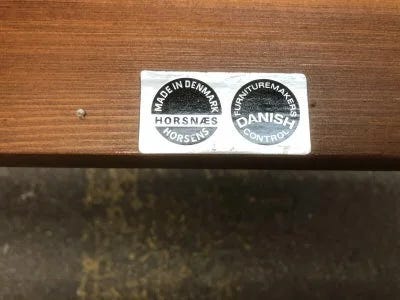 MADE IN DENMARK
HORSNÆS
HORSENS
FURNITUREMAKERS
DANISH
CONTROL